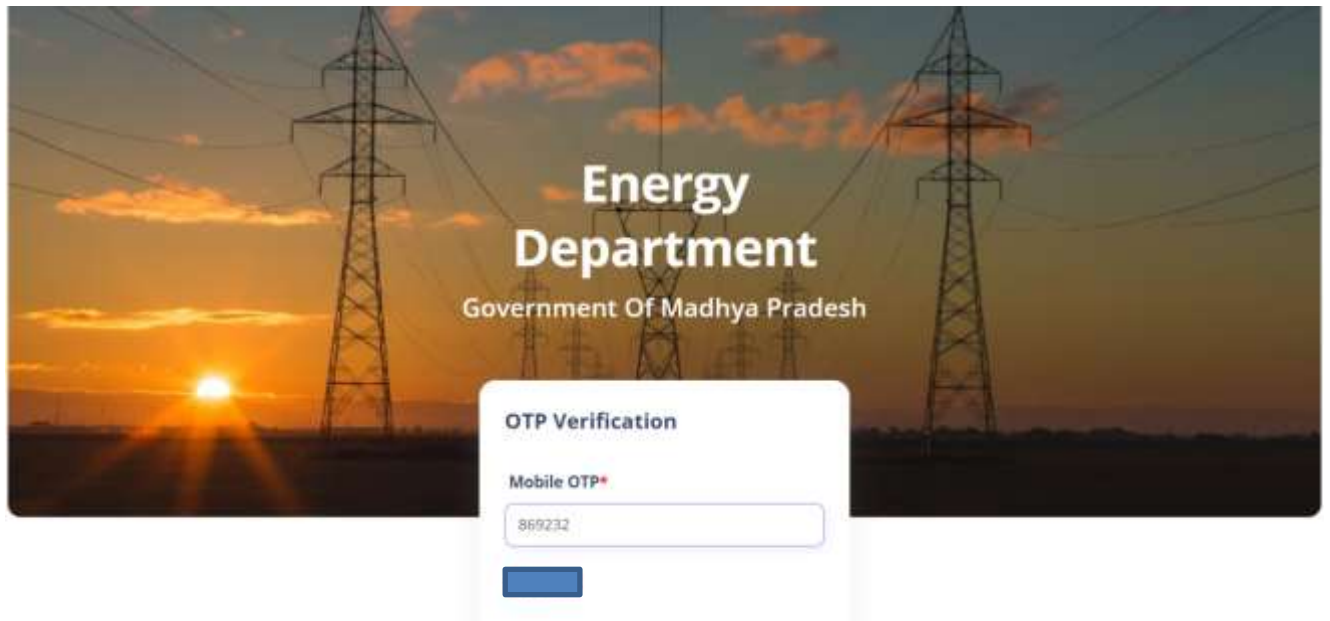 Energy
Department
Government Of Madhya Pradesh
OTP Verification
Mobile OTP*
869232